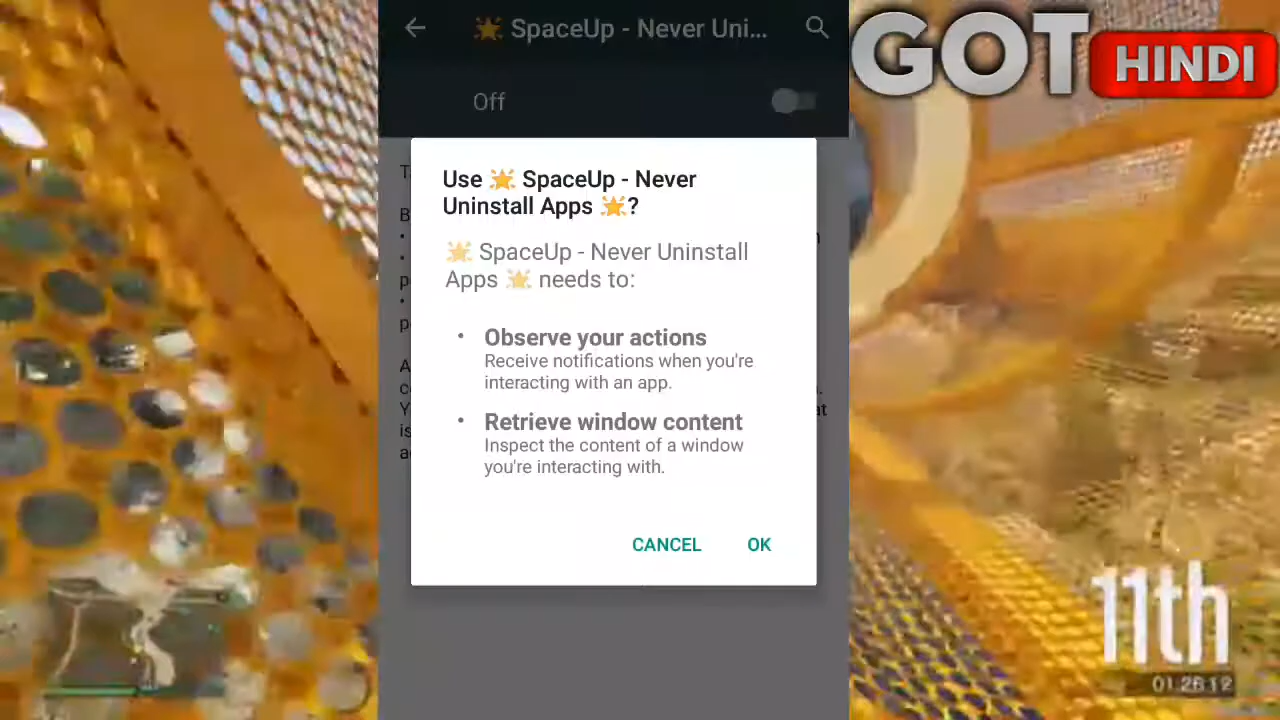 SpaceUp - Never Uni...
Off
Use 🌟 SpaceUp - Never
Uninstall Apps 🌟?
🌟 SpaceUp - Never Uninstall
Apps 🌟 needs to:
• Observe your actions
Receive notifications when you're
interacting with an app.
• Retrieve window content
Inspect the content of a window
you're interacting with.
CANCEL OK
GOT
HINDI
11th
01.26.12